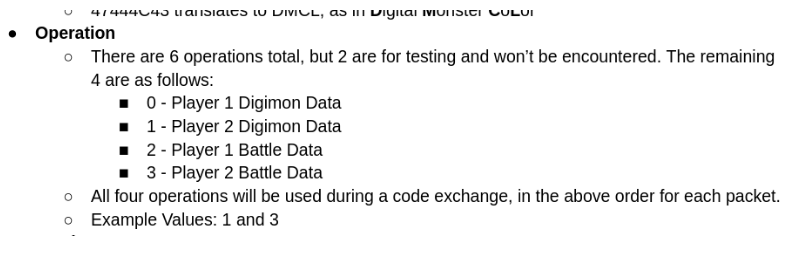 ○ 47444C43 translates to DMCL, as in Digital Monster CoLor
● Operation
○ There are 6 operations total, but 2 are for testing and won’t be encountered. The remaining
4 are as follows:
■ 0 - Player 1 Digimon Data
■ 1 - Player 2 Digimon Data
■ 2 - Player 1 Battle Data
■ 3 - Player 2 Battle Data
○ All four operations will be used during a code exchange, in the above order for each packet.
○ Example Values: 1 and 3